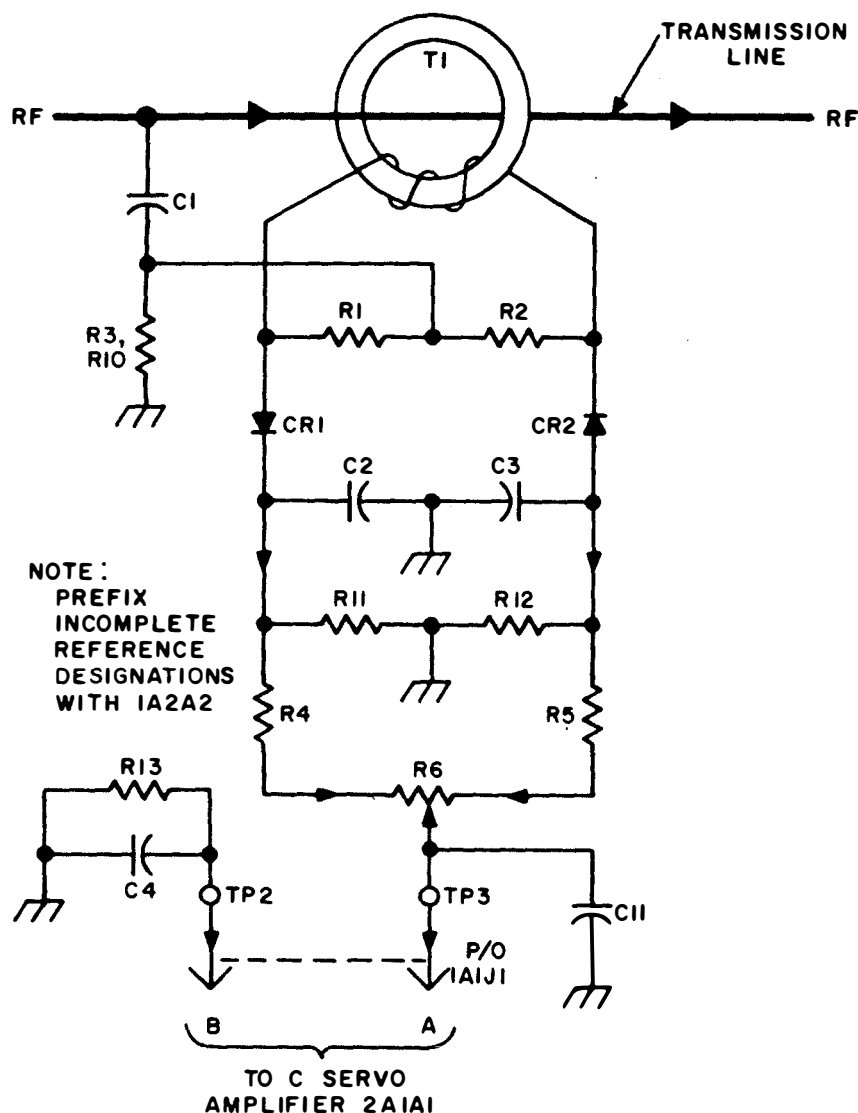 TRANSMISSION
LINE
T1
RF
RF
C1
R1
R2
R3,
R10
CR1
CR2
C2
C3
NOTE:
PREFIX
INCOMPLETE
REFERENCE
DESIGNATIONS
WITH 1A2A2
R11
R12
R4
R5
R13
R6
C4
TP2
TP3
C11
P/O
1A1J1
B
A
TO C SERVO
AMPLIFIER 2A1A1